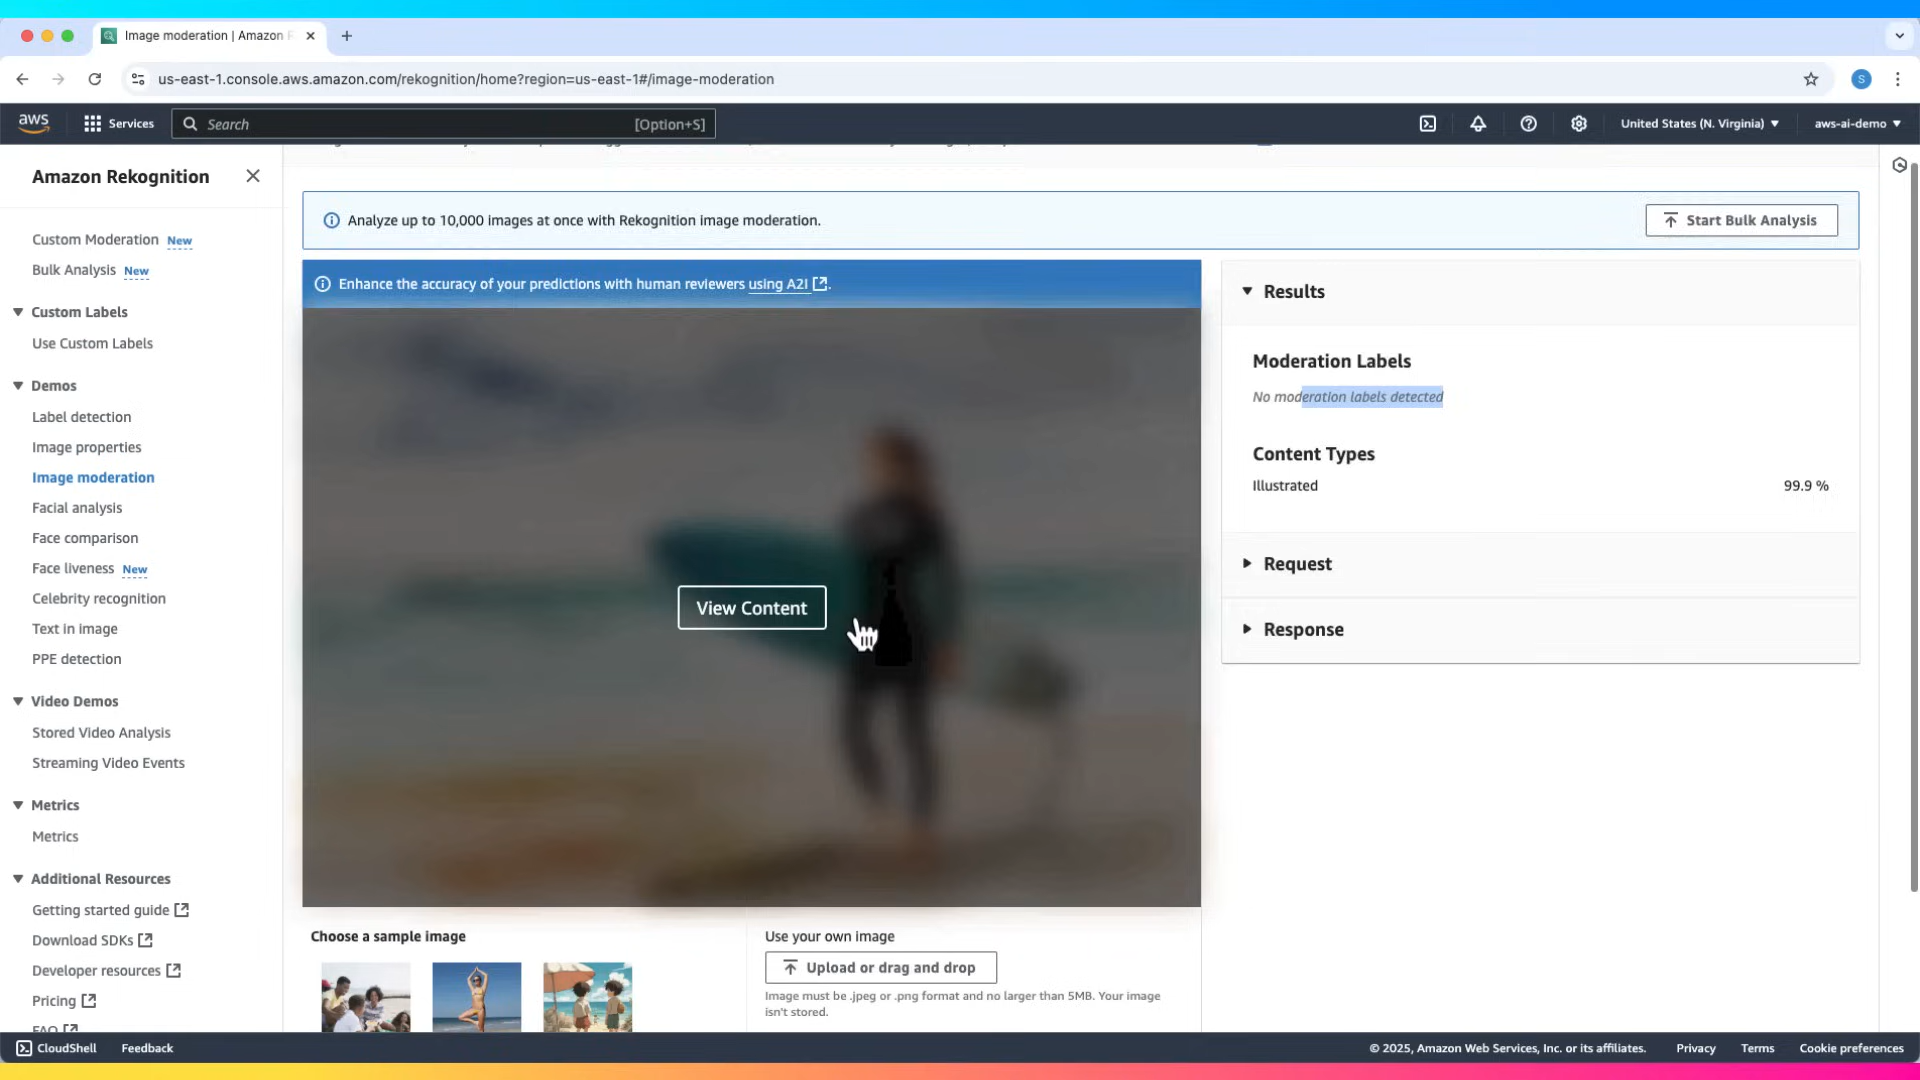 Image moderation | Amazon R
us-east-1.console.aws.amazon.com/rekognition/home?region=us-east-1#/image-moderation
S
aws
Services
Search
[Option+S]
United States (N. Virginia)
aws-ai-demo
Amazon Rekognition
Custom Moderation New
Bulk Analysis New
Custom Labels
Use Custom Labels
Demos
Label detection
Image properties
Image moderation
Facial analysis
Face comparison
Face liveness New
Celebrity recognition
Text in image
PPE detection
Video Demos
Stored Video Analysis
Streaming Video Events
Metrics
Metrics
Additional Resources
Getting started guide
Download SDKs
Developer resources
Pricing
FAQ
Analyze up to 10,000 images at once with Rekognition image moderation.
Start Bulk Analysis
Enhance the accuracy of your predictions with human reviewers using A2I.
View Content
Choose a sample image
Use your own image
Upload or drag and drop
Image must be .jpeg or .png format and no larger than 5MB. Your image
isn't stored.
Results
Moderation Labels
No moderation labels detected
Content Types
Illustrated 99.9 %
Request
Response
CloudShell
Feedback
© 2025, Amazon Web Services, Inc. or its affiliates.
Privacy
Terms
Cookie preferences